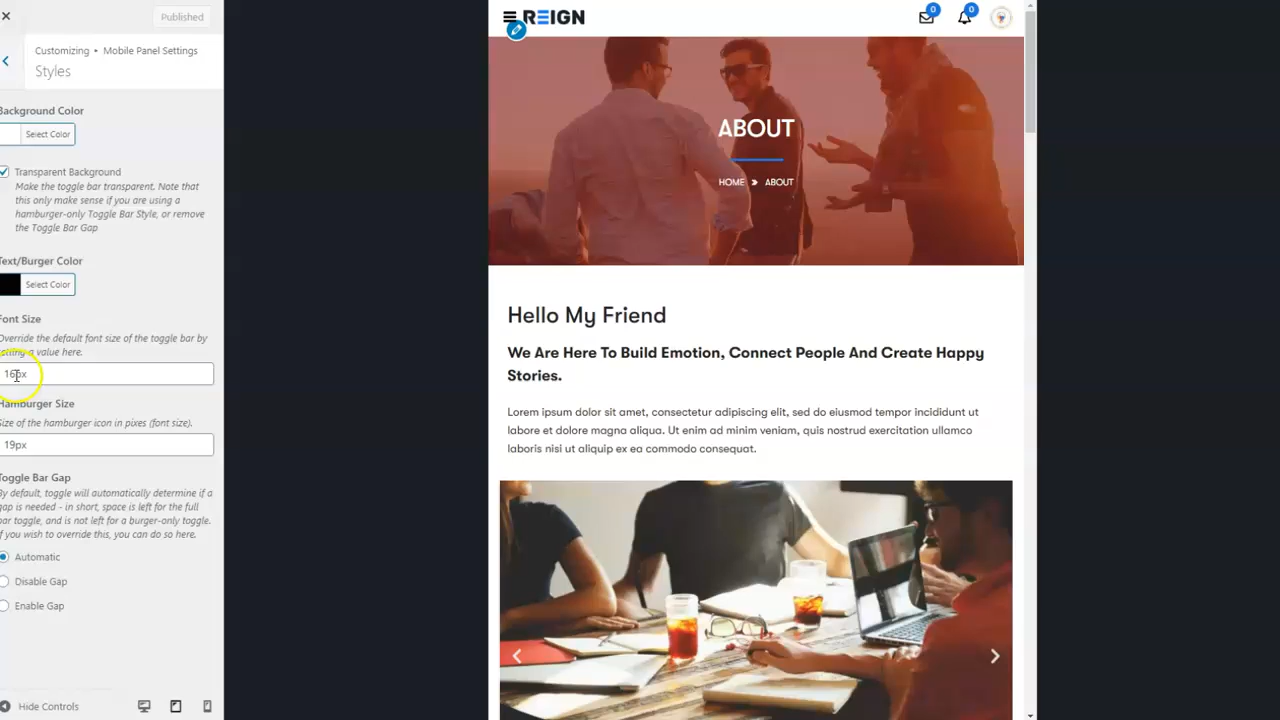 Published
Customizing • Mobile Panel Settings
Styles
Background Color
Select Color
Transparent Background
Make the toggle bar transparent. Note that
this only make sense if you are using a
hamburger-only Toggle Bar Style, or remove
the Toggle Bar Gap
Text/Burger Color
Select Color
Font Size
Override the default font size of the toggle bar by
setting a value here.
16px
Hamburger Size
Size of the hamburger icon in pixes (font size).
19px
Toggle Bar Gap
By default, toggle will automatically determine if a
gap is needed - in short, space is left for the full
bar toggle, and is not left for a burger-only toggle.
If you wish to override this, you can do so here.
Automatic
Disable Gap
Enable Gap
Hide Controls
REIGN
0
0
ABOUT
HOME » ABOUT
Hello My Friend
We Are Here To Build Emotion, Connect People And Create Happy
Stories.
Lorem ipsum dolor sit amet, consectetur adipiscing elit, sed do eiusmod tempor incididunt ut
labore et dolore magna aliqua. Ut enim ad minim veniam, quis nostrud exercitation ullamco
laboris nisi ut aliquip ex ea commodo consequat.